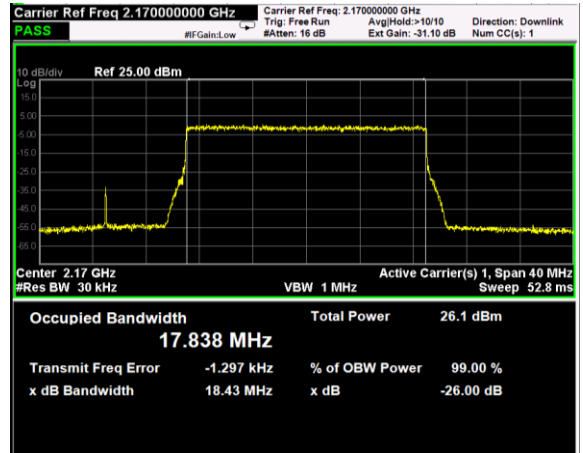 Carrier Ref Freq 2.170000000 GHz
PASS
#IFGain:Low
Carrier Ref Freq: 2.170000000 GHz
Trig: Free Run Avg|Hold:>10/10 Direction: Downlink
#Atten: 16 dB Ext Gain: -31.10 dB Num CC(s): 1
10 dB/div Ref 25.00 dBm
Log
15.0
5.00
-5.00
-15.0
-25.0
-35.0
-45.0
-55.0
-65.0
Center 2.17 GHz Active Carrier(s) 1, Span 40 MHz
#Res BW 30 kHz VBW 1 MHz Sweep 52.8 ms
Occupied Bandwidth Total Power 26.1 dBm
17.838 MHz
Transmit Freq Error -1.297 kHz % of OBW Power 99.00 %
x dB Bandwidth 18.43 MHz x dB -26.00 dB